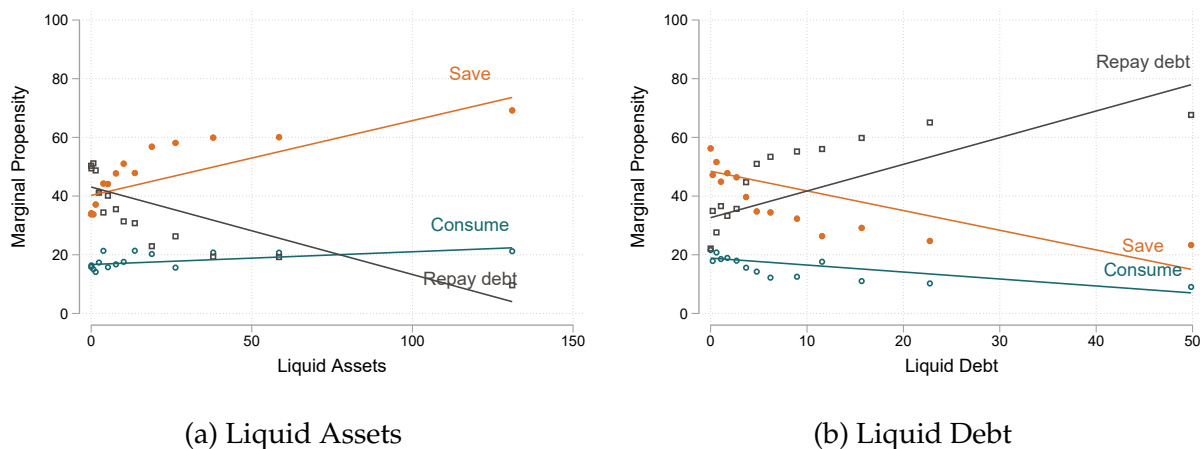 Marginal Propensity
100
80
60
40
20
0
Save
Consume
Repay debt
0
50
100
150
Liquid Assets
(a) Liquid Assets
Marginal Propensity
100
80
60
40
20
0
Repay debt
Save
Consume
0
10
20
30
40
50
Liquid Debt
(b) Liquid Debt